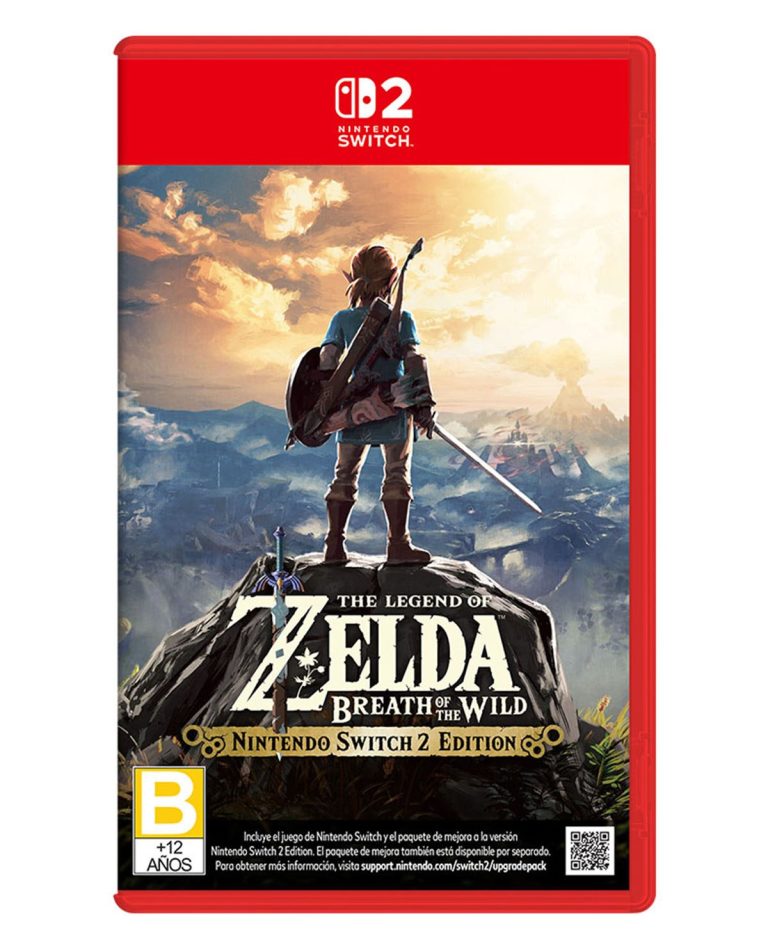 2
NINTENDO
SWITCH™
THE LEGEND OF
ZELDA™
BREATH OF THE WILD
NINTENDO SWITCH 2 EDITION
B
+12
AÑOS
Incluye el juego de Nintendo Switch y el paquete de mejora a la versión
Nintendo Switch 2 Edition. El paquete de mejora también está disponible por separado.
Para obtener más información, visita support.nintendo.com/switch2/upgradepack